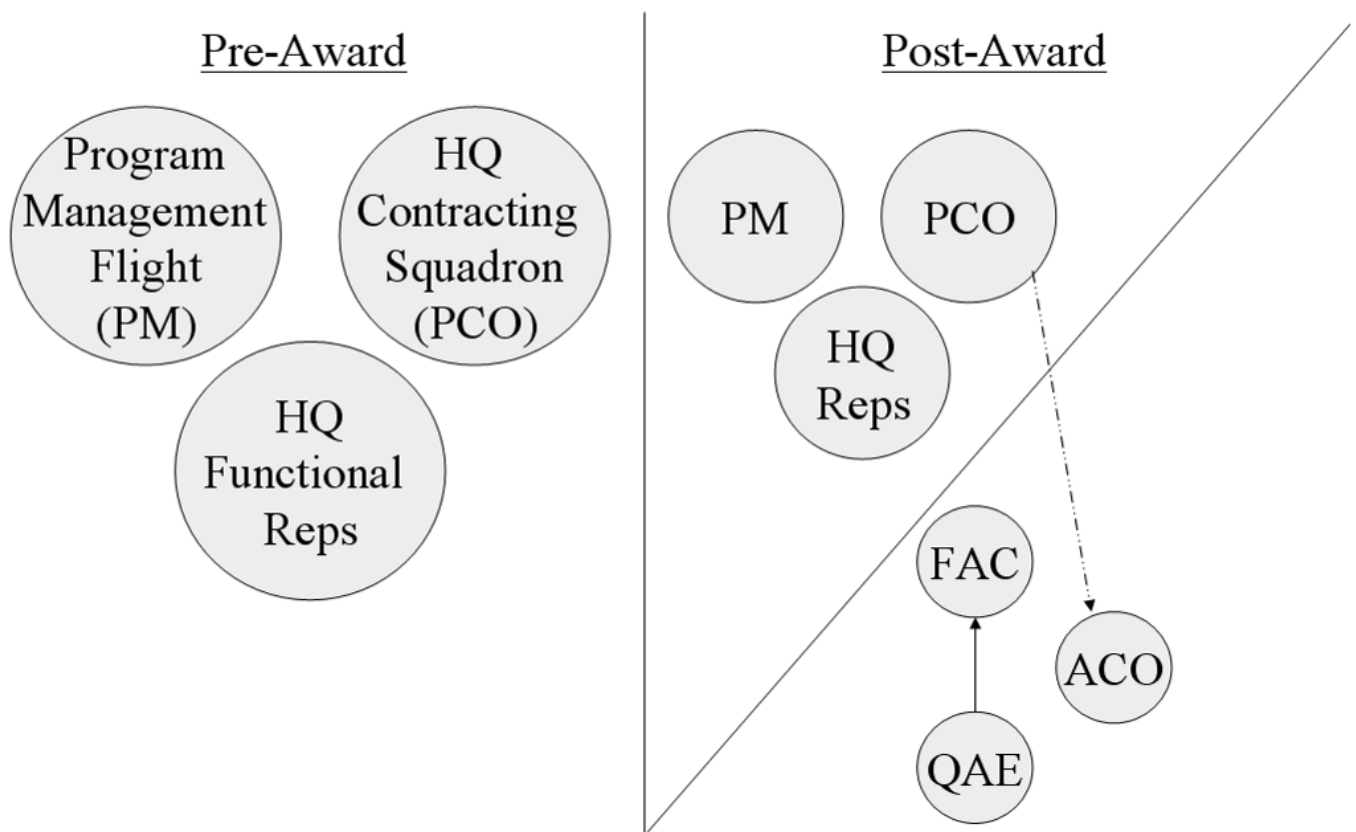 Pre-Award
Program
Management
Flight
(PM)
HQ
Contracting
Squadron
(PCO)
HQ
Functional
Reps
Post-Award
PM
PCO
HQ
Reps
FAC
ACO
QAE